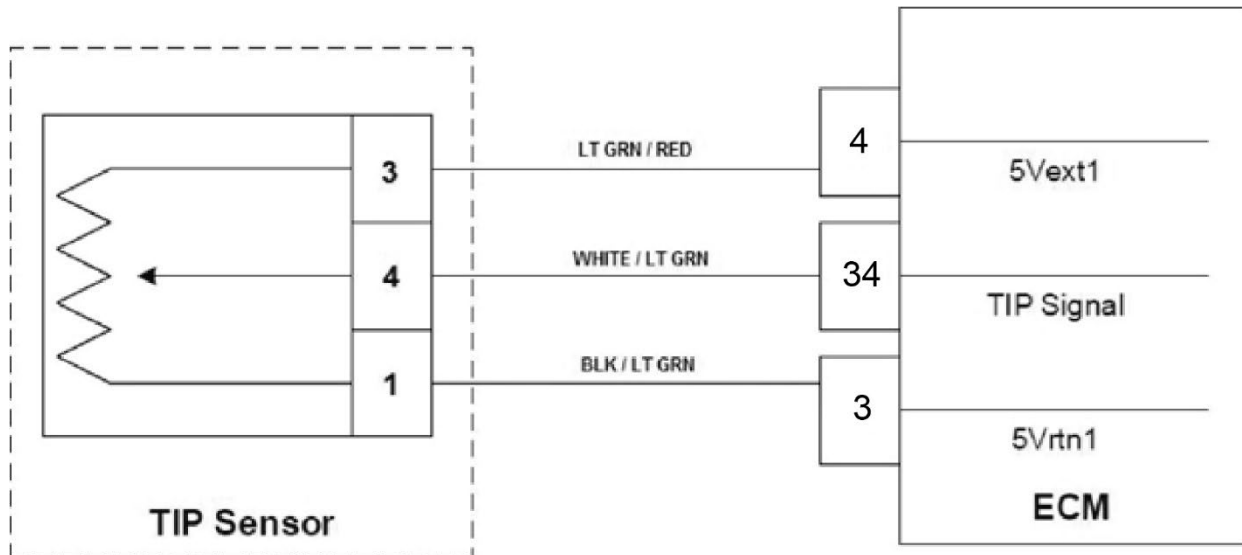 3
4
1
TIP Sensor
LT GRN / RED
WHITE / LT GRN
BLK / LT GRN
4
34
3
5Vext1
TIP Signal
5Vrtn1
ECM